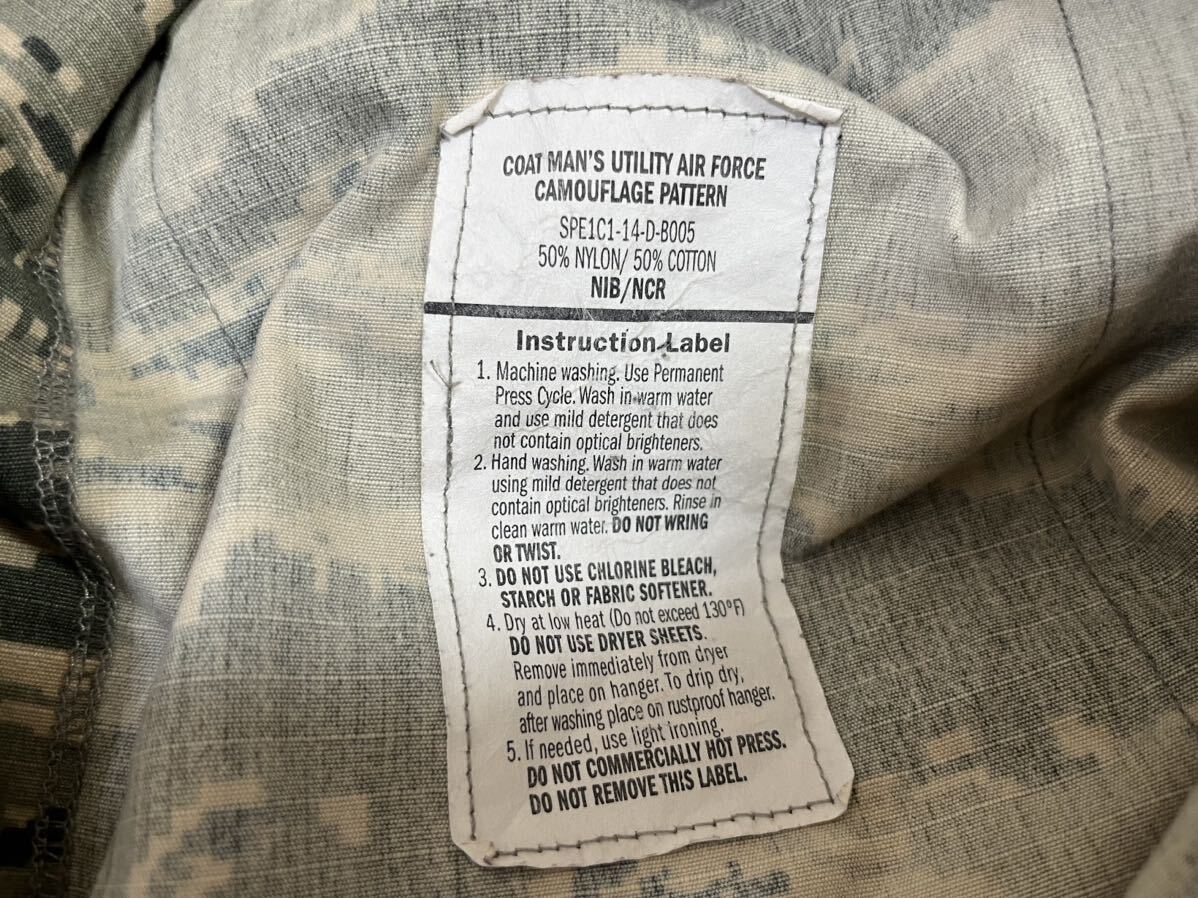 COAT MAN'S UTILITY AIR FORCE
CAMOUFLAGE PATTERN
SPE1C1-14-D-B005
50% NYLON/ 50% COTTON
NIB/NCR
Instruction Label
1. Machine washing. Use Permanent
Press Cycle. Wash in warm water
and use mild detergent that does
not contain optical brighteners.
2. Hand washing. Wash in warm water
using mild detergent that does not
contain optical brighteners. Rinse in
clean warm water. DO NOT WRING
OR TWIST.
3. DO NOT USE CHLORINE BLEACH,
STARCH OR FABRIC SOFTENER.
4. Dry at low heat (Do not exceed 130°F)
DO NOT USE DRYER SHEETS.
Remove immediately from dryer
and place on hanger. To drip dry,
after washing place on rustproof hanger.
5. If needed, use light ironing.
DO NOT COMMERCIALLY HOT PRESS.
DO NOT REMOVE THIS LABEL.